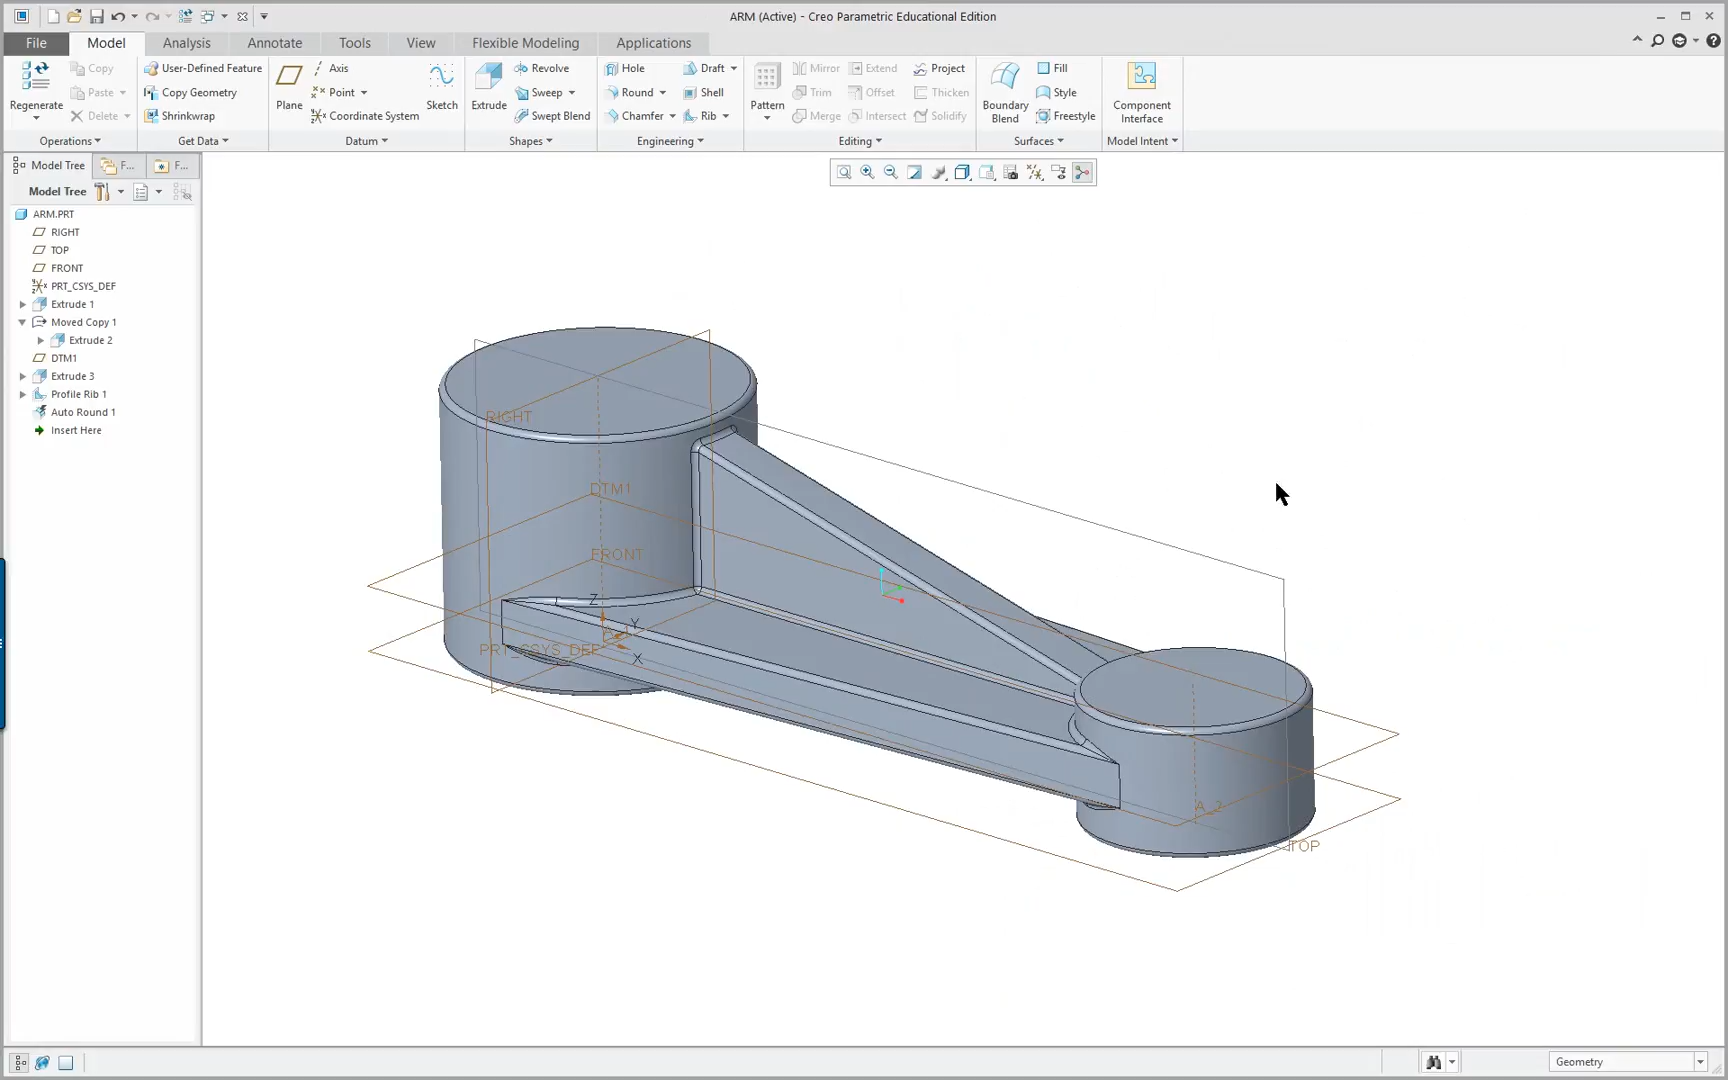 ARM (Active) - Creo Parametric Educational Edition
File Model Analysis Annotate Tools View Flexible Modeling Applications
Regenerate
Copy
Paste
Delete
Operations
User-Defined Feature
Copy Geometry
Shrinkwrap
Get Data
Plane
Axis
Point
Coordinate System
Sketch
Datum
Extrude
Revolve
Sweep
Swept Blend
Shapes
Hole
Round
Chamfer
Draft
Shell
Rib
Engineering
Pattern
Mirror
Trim
Merge
Extend
Offset
Intersect
Project
Thicken
Solidify
Editing
Boundary
Blend
Fill
Style
Freestyle
Surfaces
Component
Interface
Model Intent
Model Tree F... F...
Model Tree
ARM.PRT
RIGHT
TOP
FRONT
PRT_CSYS_DEF
Extrude 1
Moved Copy 1
Extrude 2
DTM1
Extrude 3
Profile Rib 1
Auto Round 1
Insert Here
RIGHT
DTM1
FRONT
Z
Y
PRT_CSYS_DEF
X
A_2
TOP
Geometry